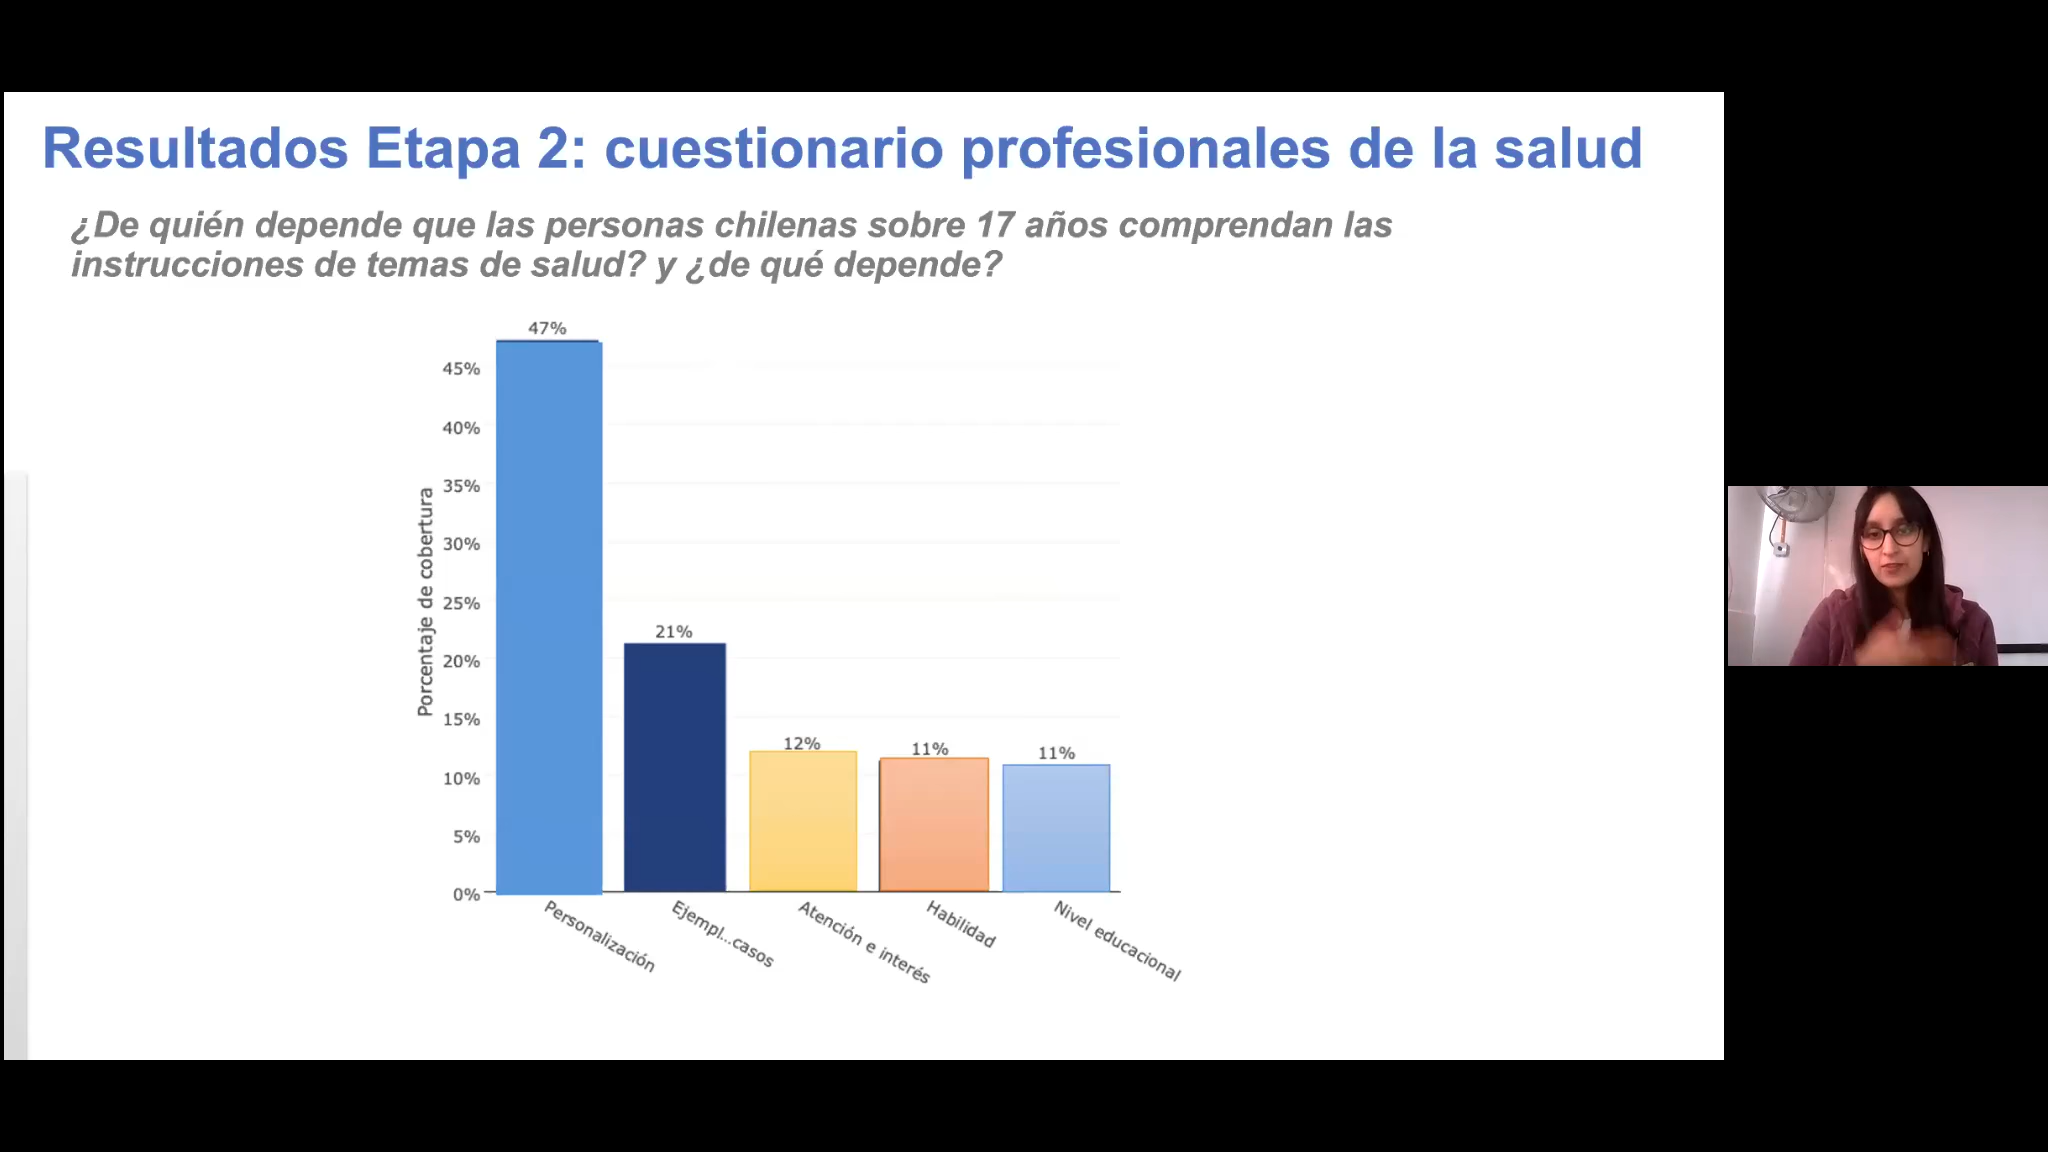 Resultados Etapa 2: cuestionario profesionales de la salud
¿De quién depende que las personas chilenas sobre 17 años comprendan las
instrucciones de temas de salud? y ¿de qué depende?
Porcentaje de cobertura
45%
40%
35%
30%
25%
20%
15%
10%
5%
0%
47%
21%
12%
11%
11%
Personalización
Ejempl...casos
Atención e interés
Habilidad
Nivel educacional